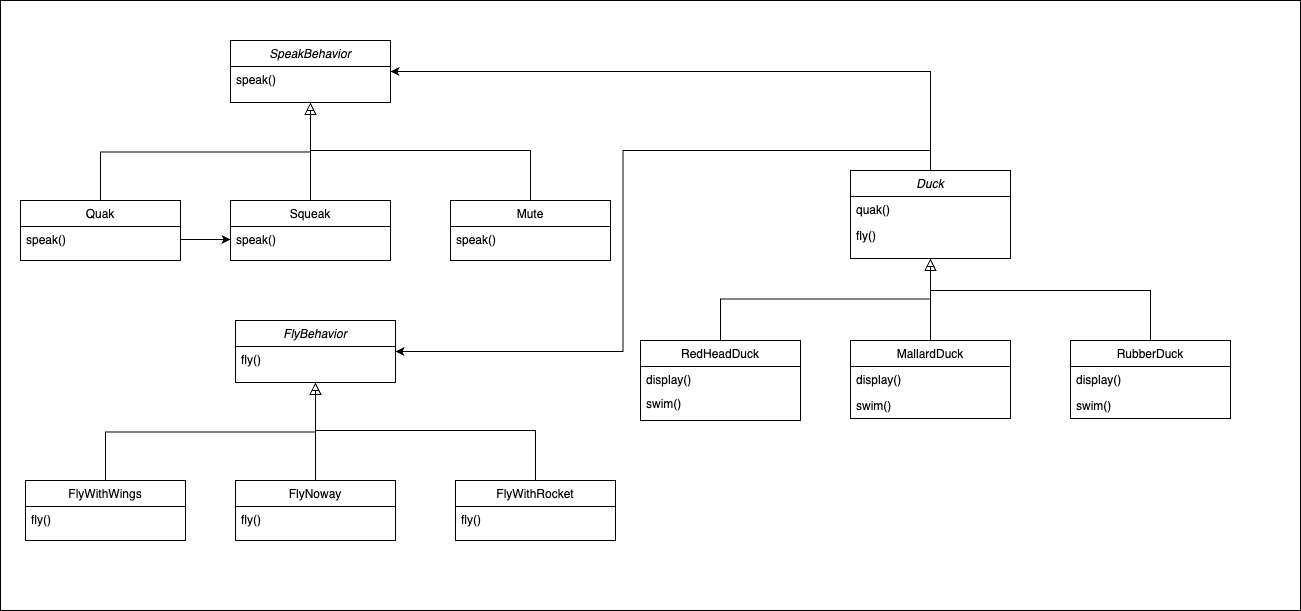 SpeakBehavior
speak()
Quak
speak()
Squeak
speak()
Mute
speak()
Duck
quak()
fly()
FlyBehavior
fly()
RedHeadDuck
display()
swim()
MallardDuck
display()
swim()
RubberDuck
display()
swim()
FlyWithWings
fly()
FlyNoway
fly()
FlyWithRocket
fly()